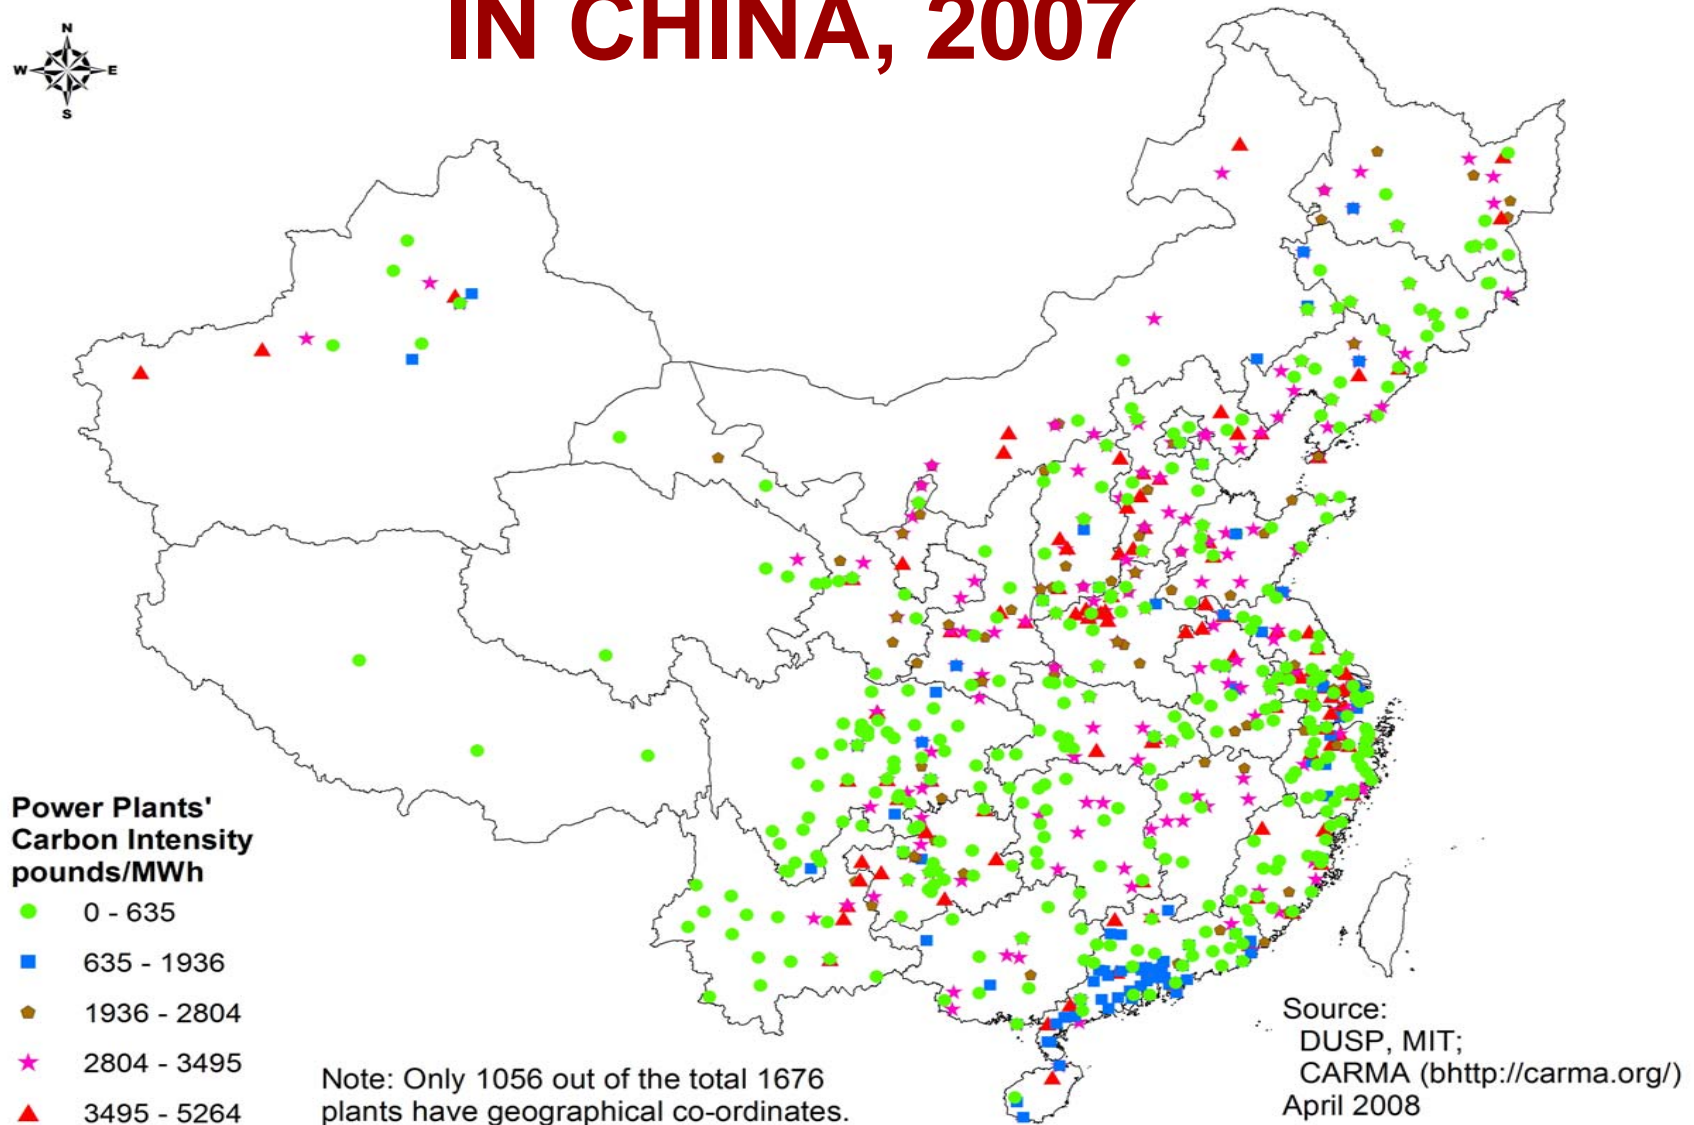 IN CHINA, 2007
N
W E
S
Power Plants'
Carbon Intensity
pounds/MWh
0 - 635
635 - 1936
1936 - 2804
2804 - 3495
3495 - 5264
Note: Only 1056 out of the total 1676
plants have geographical co-ordinates.
Source:
DUSP, MIT;
CARMA (bhttp://carma.org/)
April 2008